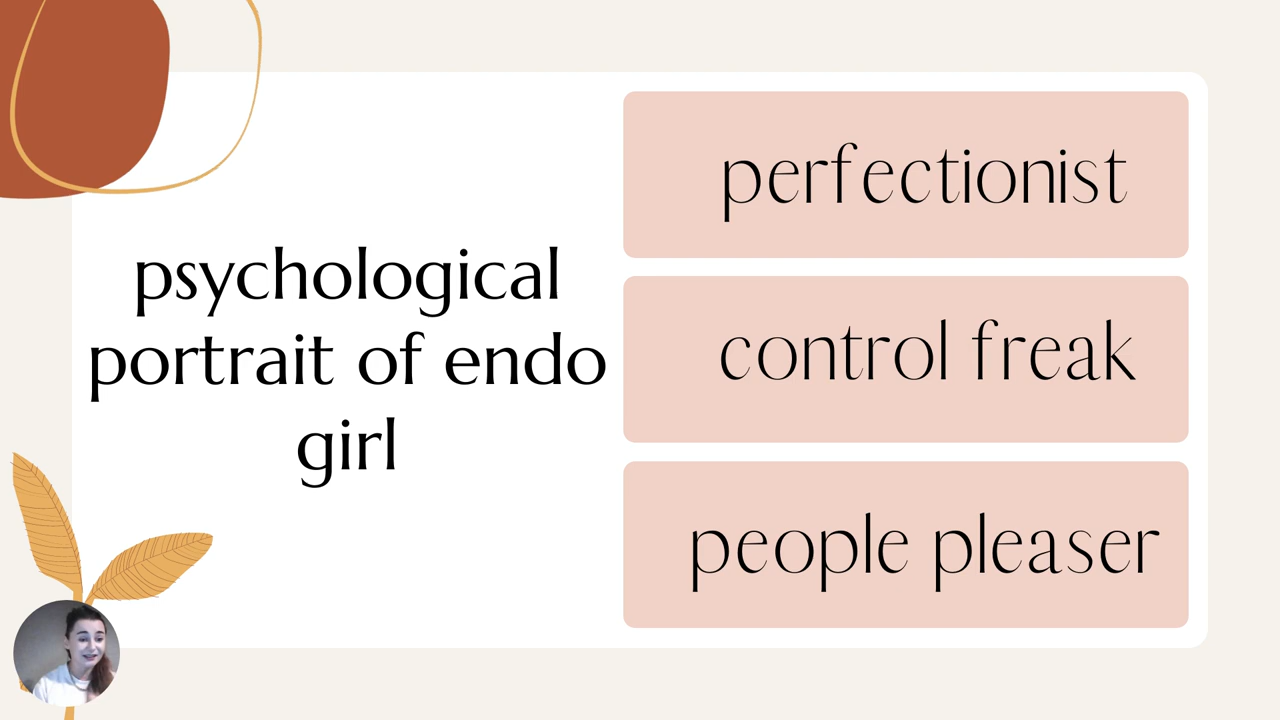 psychological
portrait of endo
girl
perfectionist
control freak
people pleaser